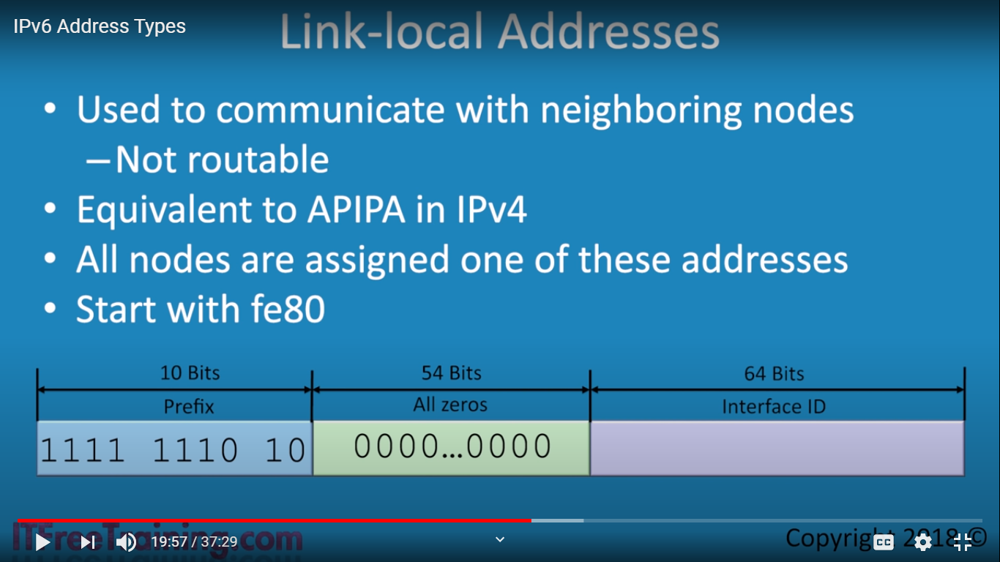 IPv6 Address Types
Link-local Addresses
• Used to communicate with neighboring nodes
–Not routable
• Equivalent to APIPA in IPv4
• All nodes are assigned one of these addresses
• Start with fe80
10 Bits 54 Bits 64 Bits
Prefix All zeros Interface ID
1111 1110 10 0000...0000
ITFreeTraining.com
Copyright 2018 ©
19:57 / 37:29
CC